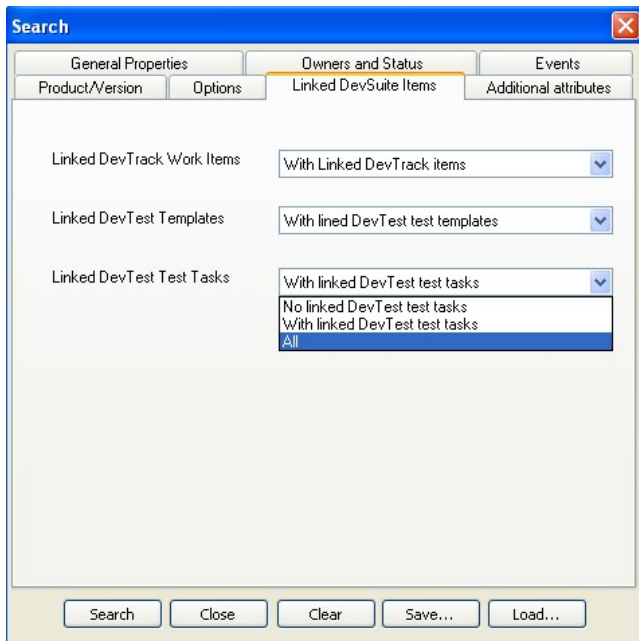 Search
General Properties
Owners and Status
Events
Product/Version
Options
Linked DevSuite Items
Additional attributes
Linked DevTrack Work Items
With Linked DevTrack items
Linked DevTest Templates
With lined DevTest test templates
Linked DevTest Test Tasks
With linked DevTest test tasks
No linked DevTest test tasks
With linked DevTest test tasks
All
Search
Close
Clear
Save...
Load...